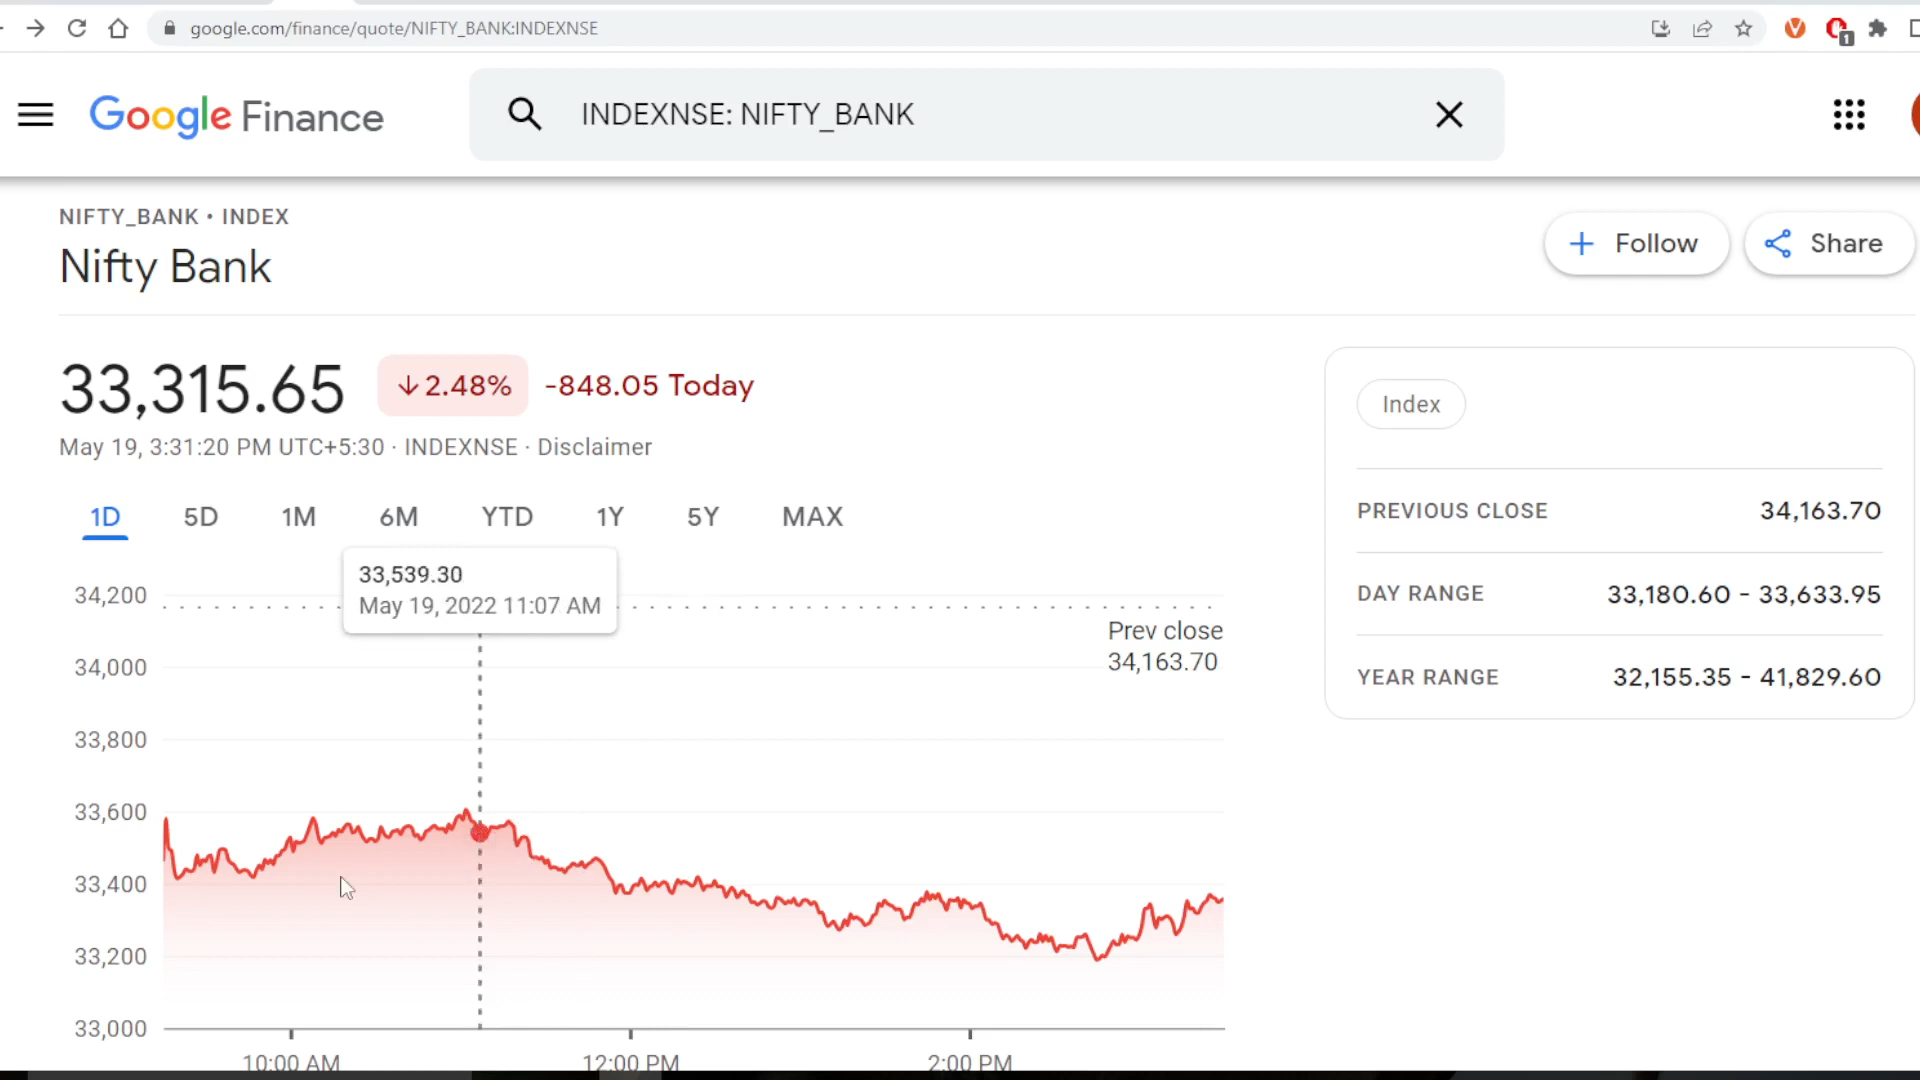 google.com/finance/quote/NIFTY_BANK:INDEXNSE
1
Google Finance
INDEXNSE: NIFTY_BANK
NIFTY_BANK • INDEX
Nifty Bank
Follow
Share
33,315.65
↓2.48%
-848.05 Today
May 19, 3:31:20 PM UTC+5:30 · INDEXNSE · Disclaimer
1D 5D 1M 6M YTD 1Y 5Y MAX
33,539.30
May 19, 2022 11:07 AM
Prev close
34,163.70
34,200
34,000
33,800
33,600
33,400
33,200
33,000
10:00 AM 12:00 PM 2:00 PM
Index
PREVIOUS CLOSE 34,163.70
DAY RANGE 33,180.60 - 33,633.95
YEAR RANGE 32,155.35 - 41,829.60